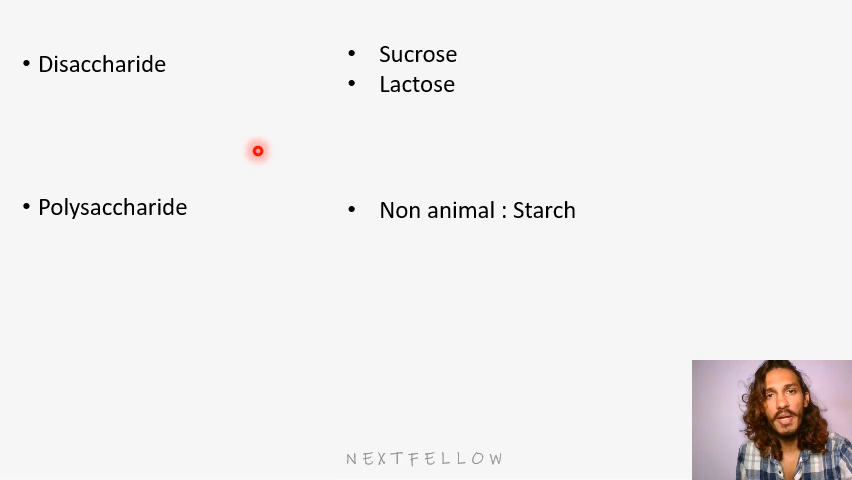 • Disaccharide
• Sucrose
• Lactose
• Polysaccharide
• Non animal : Starch
NEXTFELLOW